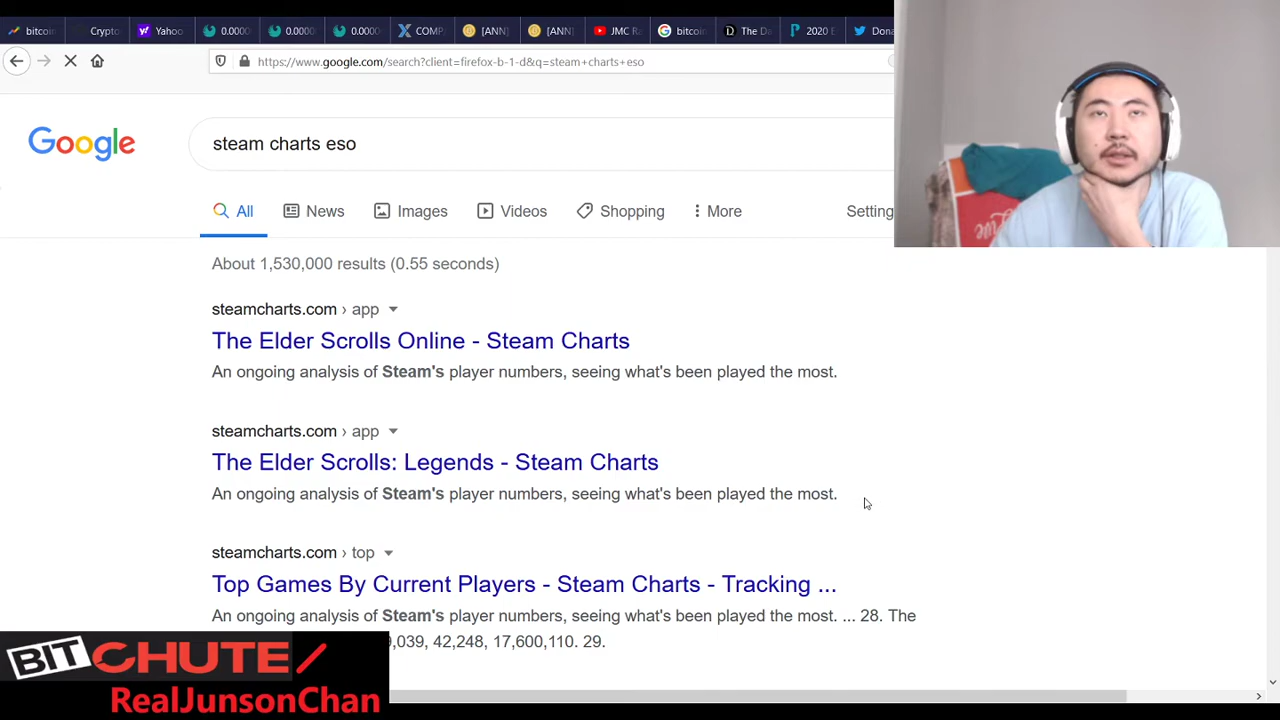 bitcoin
Crypto
Yahoo
0.0000
0.0000
0.0000
COMP
[ANN]
[ANN]
JMC Ra
bitcoin
The Da
2020 E
Dona
https://www.google.com/search?client=firefox-b-1-d&q=steam+charts+eso
Google
steam charts eso
All
News
Images
Videos
Shopping
More
Setting
About 1,530,000 results (0.55 seconds)
steamcharts.com › app
The Elder Scrolls Online - Steam Charts
An ongoing analysis of Steam's player numbers, seeing what's been played the most.
steamcharts.com › app
The Elder Scrolls: Legends - Steam Charts
An ongoing analysis of Steam's player numbers, seeing what's been played the most.
steamcharts.com › top
Top Games By Current Players - Steam Charts - Tracking ...
An ongoing analysis of Steam's player numbers, seeing what's been played the most. ... 28. The
,039, 42,248, 17,600,110. 29.
BITCHUTE
RealJunsonChan